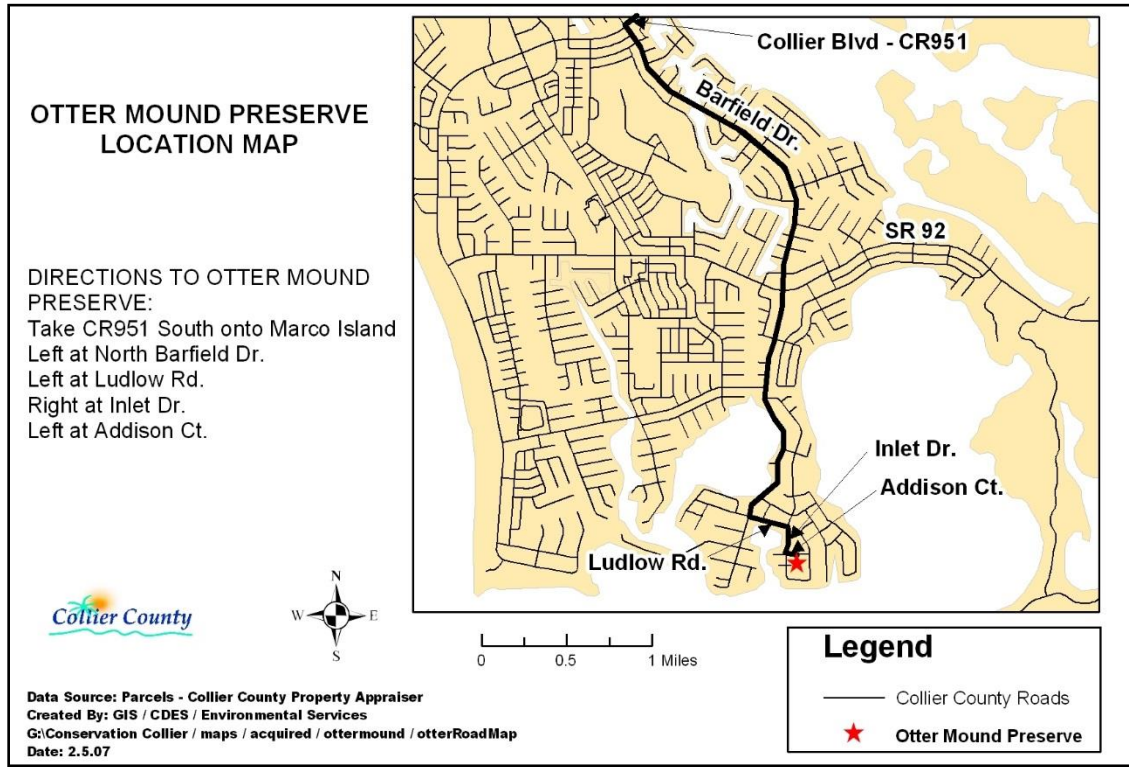 OTTER MOUND PRESERVE
LOCATION MAP
DIRECTIONS TO OTTER MOUND
PRESERVE:
Take CR951 South onto Marco Island
Left at North Barfield Dr.
Left at Ludlow Rd.
Right at Inlet Dr.
Left at Addison Ct.
Collier Blvd - CR951
Barfield Dr.
SR 92
Inlet Dr.
Addison Ct.
Ludlow Rd.
Collier County
N
W E
S
0 0.5 1 Miles
Legend
Collier County Roads
Otter Mound Preserve
Data Source: Parcels - Collier County Property Appraiser
Created By: GIS / CDES / Environmental Services
G:\Conservation Collier / maps / acquired / ottermound / otterRoadMap
Date: 2.5.07